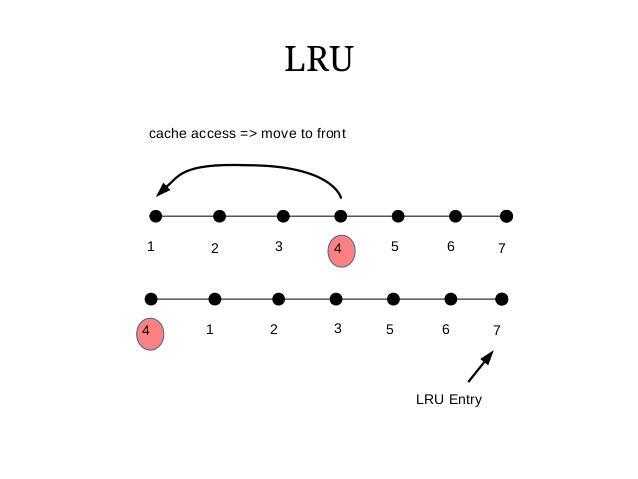 LRU
cache access => move to front
1 2 3 4 5 6 7
4 1 2 3 5 6 7
LRU Entry